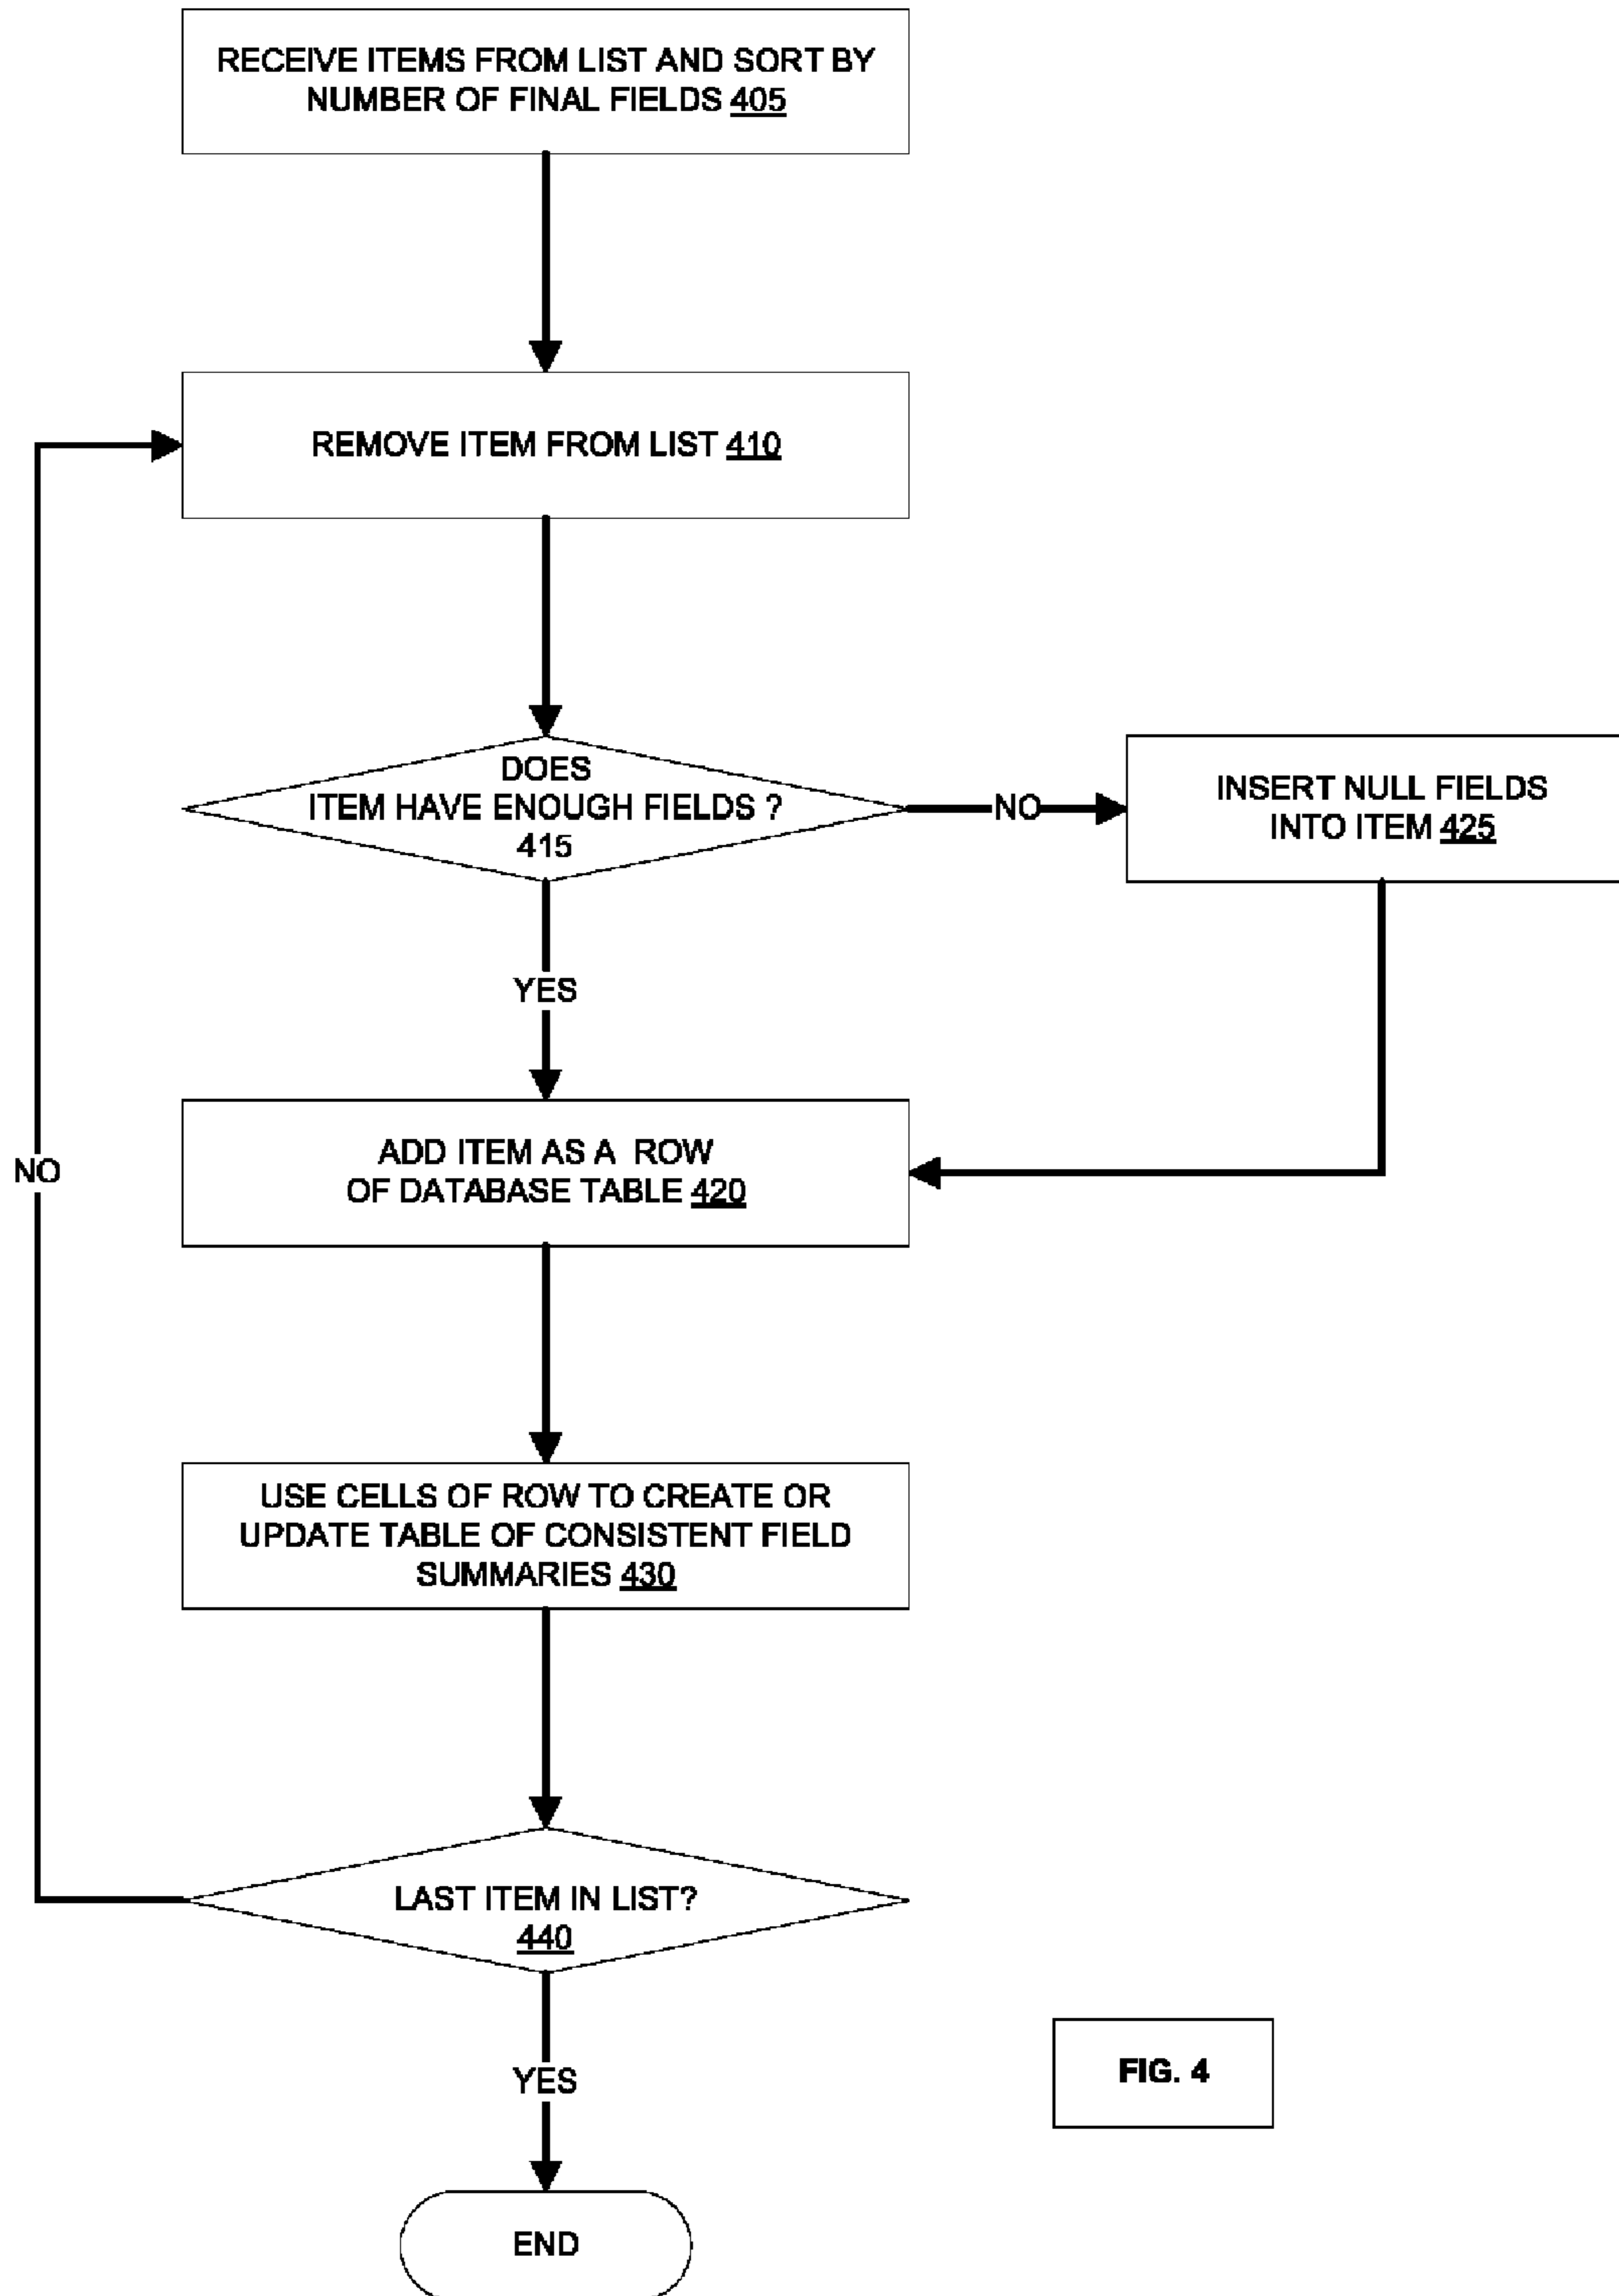 RECEIVE ITEMS FROM LIST AND SORT BY
NUMBER OF FINAL FIELDS 405
REMOVE ITEM FROM LIST 410
DOES
ITEM HAVE ENOUGH FIELDS ?
415
NO
INSERT NULL FIELDS
INTO ITEM 425
YES
ADD ITEM AS A ROW
OF DATABASE TABLE 420
NO
USE CELLS OF ROW TO CREATE OR
UPDATE TABLE OF CONSISTENT FIELD
SUMMARIES 430
LAST ITEM IN LIST?
440
YES
FIG. 4
END